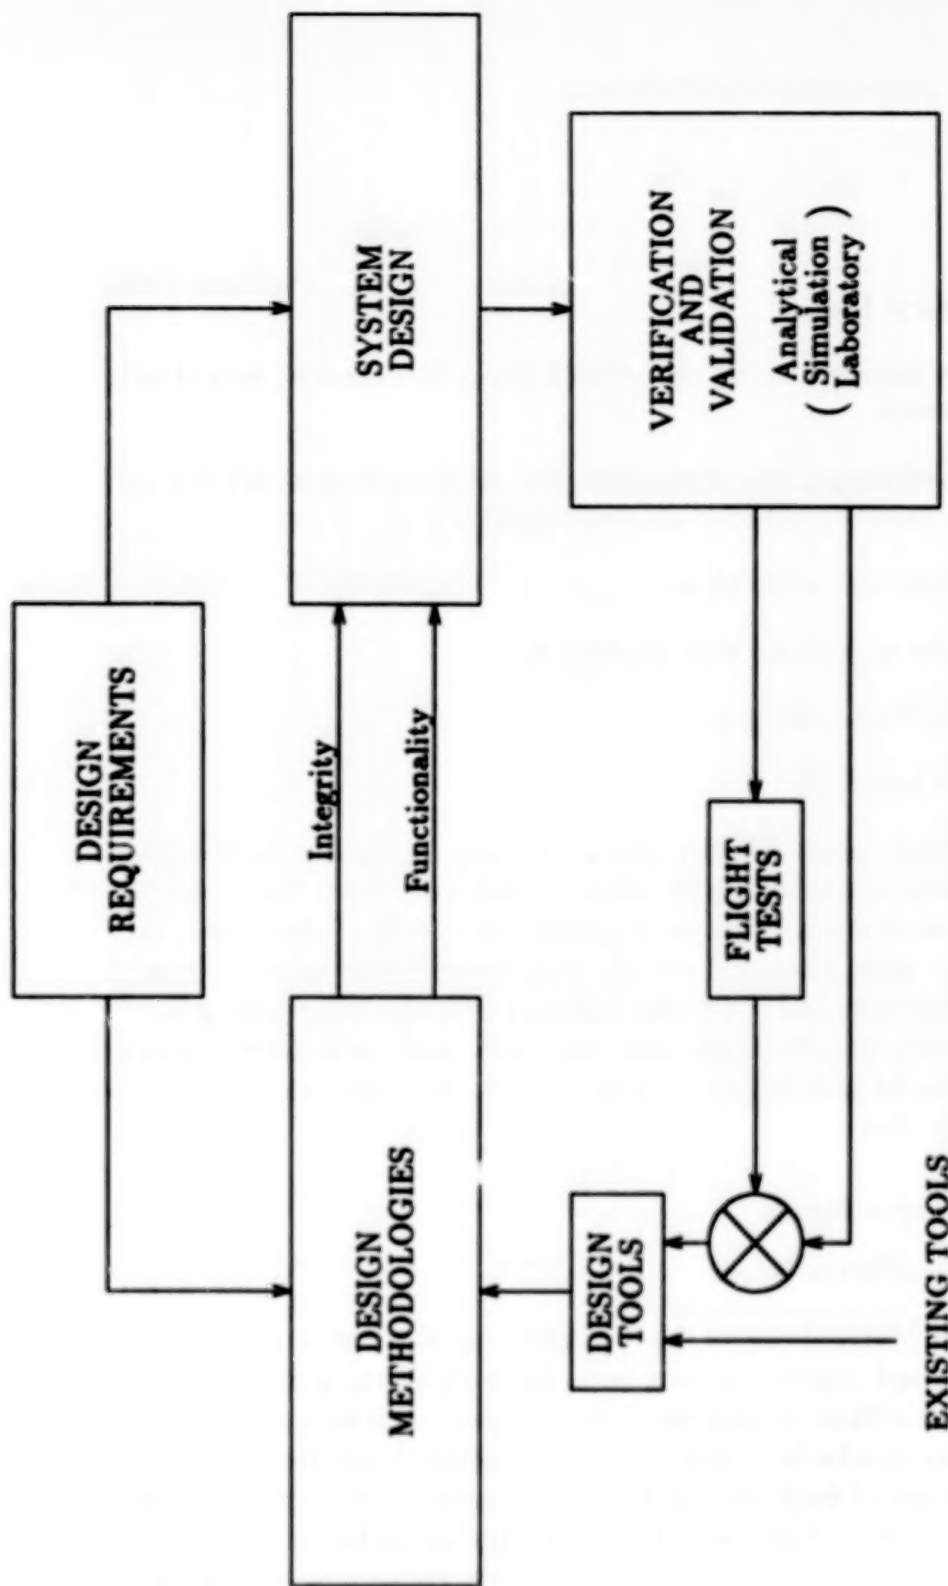 DESIGN
REQUIREMENTS
DESIGN
METHODOLOGIES
Integrity
Functionality
SYSTEM
DESIGN
DESIGN
TOOLS
FLIGHT
TESTS
VERIFICATION
AND
VALIDATION
( Analytical
Simulation
Laboratory )
EXISTING TOOLS